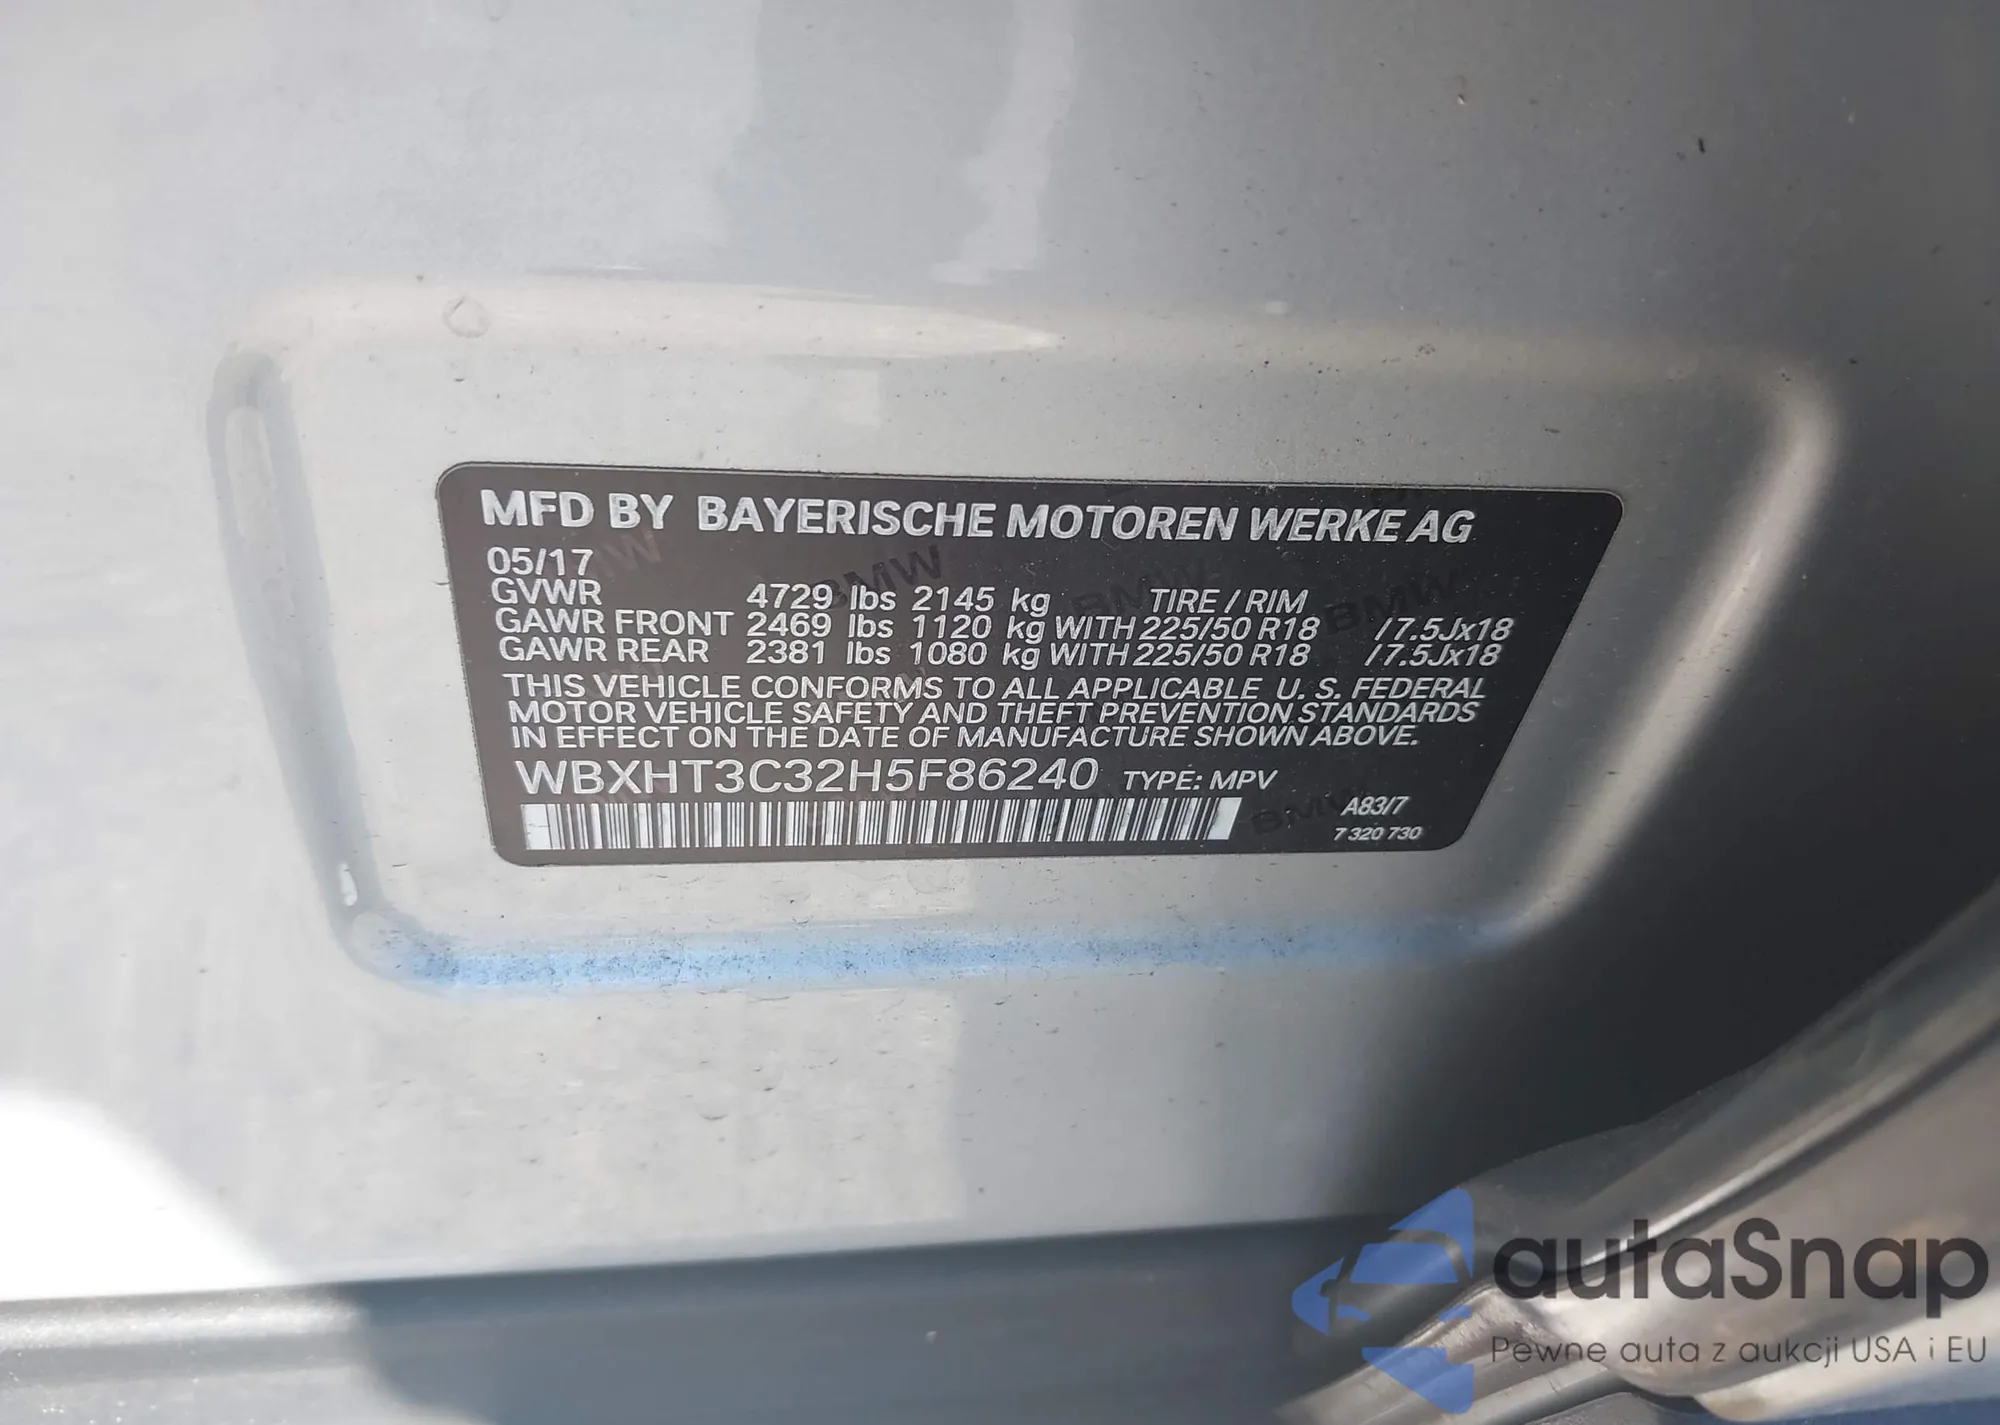 MFD BY BAYERISCHE MOTOREN WERKE AG
05/17
GVWR 4729 lbs 2145 kg TIRE / RIM
GAWR FRONT 2469 lbs 1120 kg WITH 225/50 R18 /7.5Jx18
GAWR REAR 2381 lbs 1080 kg WITH 225/50 R18 /7.5Jx18
THIS VEHICLE CONFORMS TO ALL APPLICABLE U. S. FEDERAL
MOTOR VEHICLE SAFETY AND THEFT PREVENTION STANDARDS
IN EFFECT ON THE DATE OF MANUFACTURE SHOWN ABOVE.
WBXHT3C32H5F86240 TYPE: MPV
A83/7
7 320 730
autaSnap
Pewne auta z aukcji USA i EU